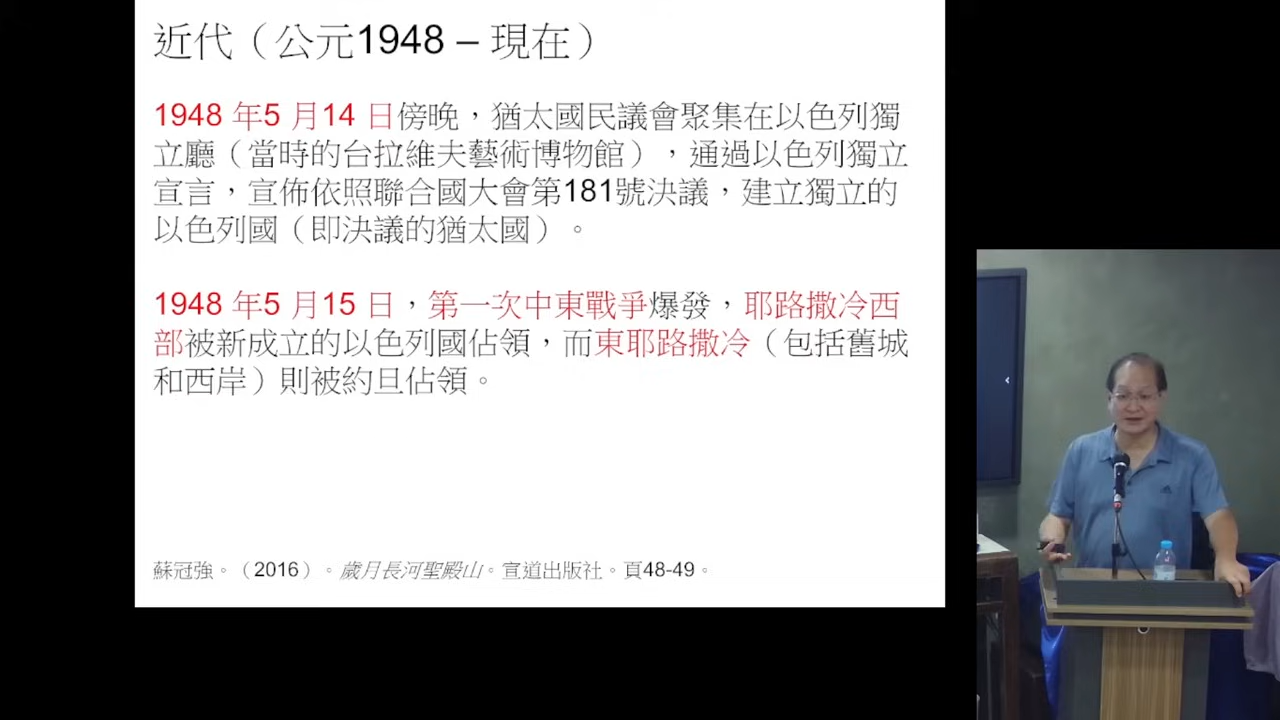 近代（公元1948 – 現在）
1948 年5 月14 日傍晚，猶太國民議會聚集在以色列獨
立廳（當時的台拉維夫藝術博物館），通過以色列獨立
宣言，宣佈依照聯合國大會第181號決議，建立獨立的
以色列國（即決議的猶太國）。
1948 年5 月15 日，第一次中東戰爭爆發，耶路撒冷西
部被新成立的以色列國佔領，而東耶路撒冷（包括舊城
和西岸）則被約旦佔領。
蘇冠強。（2016）。歲月長河聖殿山。宣道出版社。頁48-49。